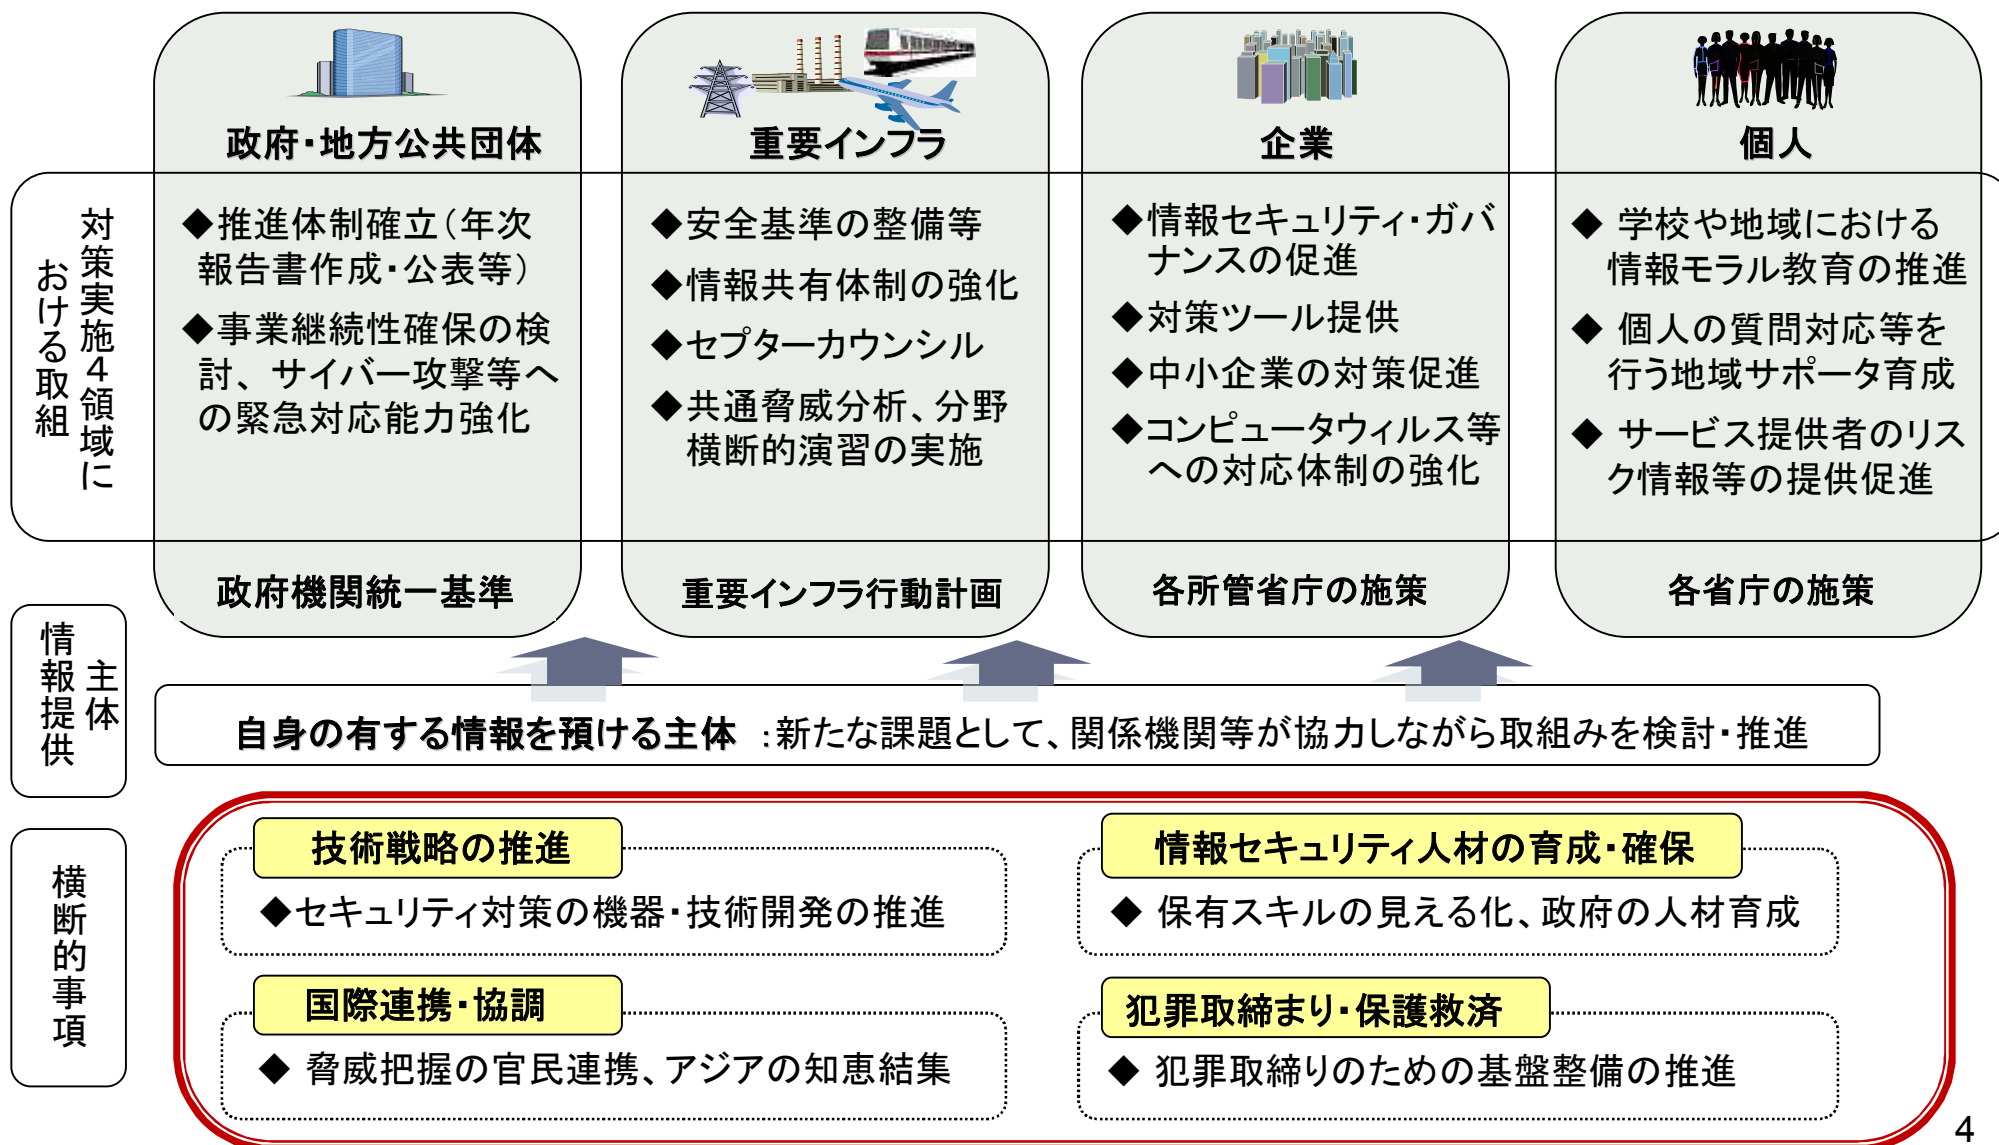 政府・地方公共団体
重要インフラ
企業
個人
対策実施4領域に
おける取組
◆推進体制確立(年次
報告書作成・公表等)
◆事業継続性確保の検
討、サイバー攻撃等へ
の緊急対応能力強化
◆安全基準の整備等
◆情報共有体制の強化
◆セプターカウンシル
◆共通脅威分析、分野
横断的演習の実施
◆情報セキュリティ・ガバ
ナンスの促進
◆対策ツール提供
◆中小企業の対策促進
◆コンピュータウィルス等
への対応体制の強化
◆ 学校や地域における
情報モラル教育の推進
◆ 個人の質問対応等を
行う地域サポータ育成
◆ サービス提供者のリス
ク情報等の提供促進
政府機関統一基準
重要インフラ行動計画
各所管省庁の施策
各省庁の施策
主体
情報提供
自身の有する情報を預ける主体 :新たな課題として、関係機関等が協力しながら取組みを検討・推進
横断的事項
技術戦略の推進
◆セキュリティ対策の機器・技術開発の推進
情報セキュリティ人材の育成・確保
◆ 保有スキルの見える化、政府の人材育成
国際連携・協調
◆ 脅威把握の官民連携、アジアの知恵結集
犯罪取締まり・保護救済
◆ 犯罪取締りのための基盤整備の推進
4